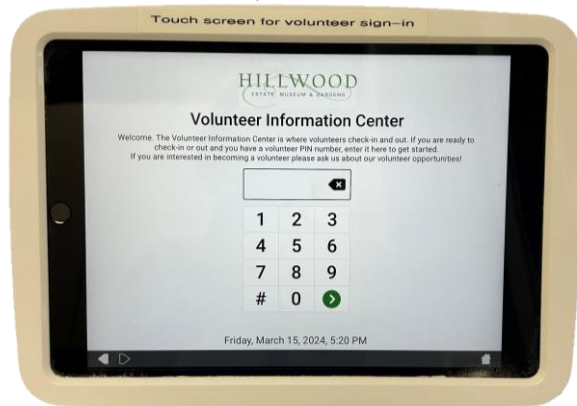 Touch screen for volunteer sign-in
HILLWOOD
ESTATE, MUSEUM & GARDENS
Volunteer Information Center
Welcome. The Volunteer Information Center is where volunteers check-in and out. If you are ready to
check-in or out and you have a volunteer PIN number, enter it here to get started.
If you are interested in becoming a volunteer please ask us about our volunteer opportunities!
1 2 3
4 5 6
7 8 9
# 0
Friday, March 15, 2024, 5:20 PM